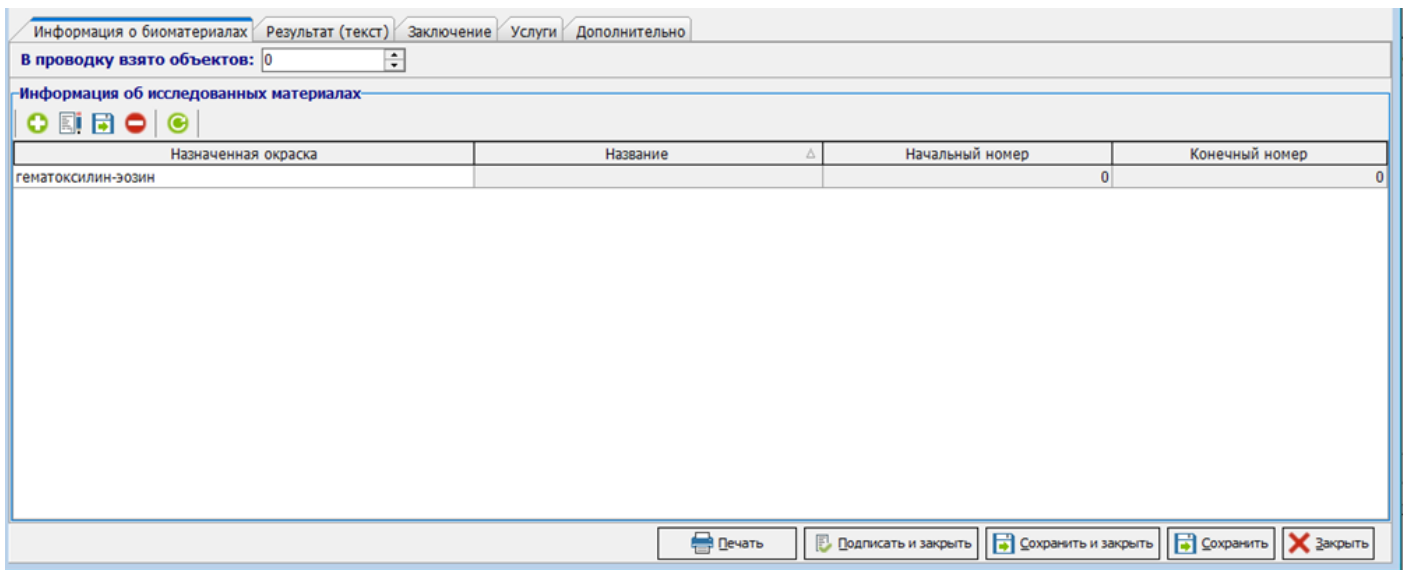 Информация о биоматериалах Результат (текст) Заключение Услуги Дополнительно
В проводку взято объектов: 0
Информация об исследованных материалах
Назначенная окраска Название Начальный номер Конечный номер
гематоксилин-эозин 0 0
Печать Подписать и закрыть Сохранить и закрыть Сохранить Закрыть